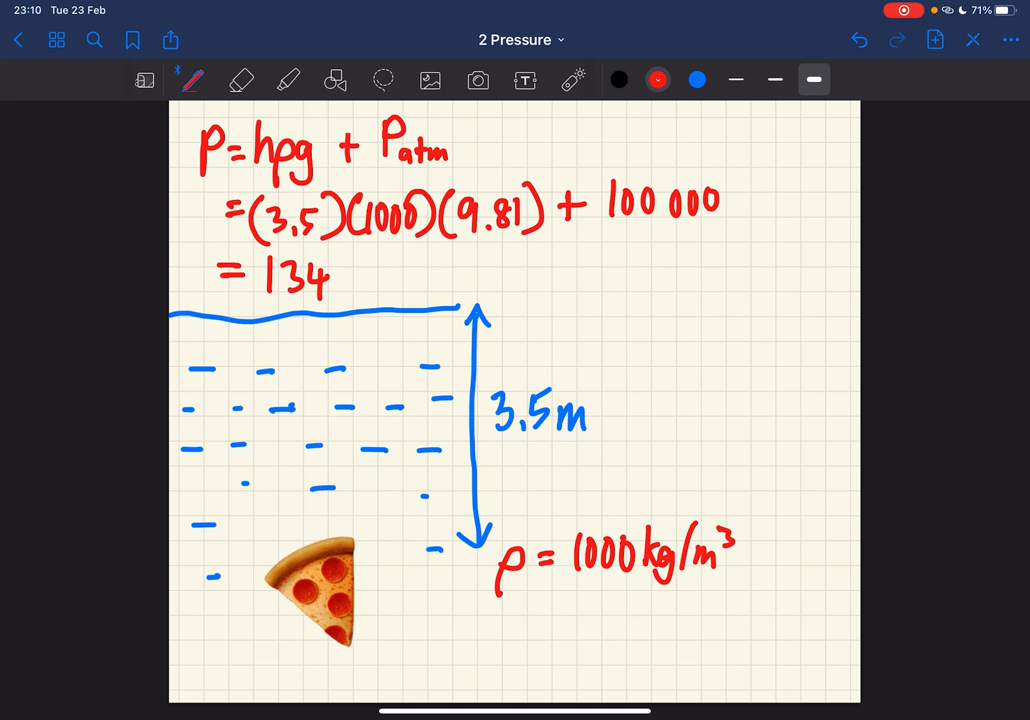 23:10 Tue 23 Feb
71%
2 Pressure
T
P = hρg + Patm
= (3.5)(1000)(9.81) + 100 000
= 134
3.5m
ρ = 1000 kg/m³